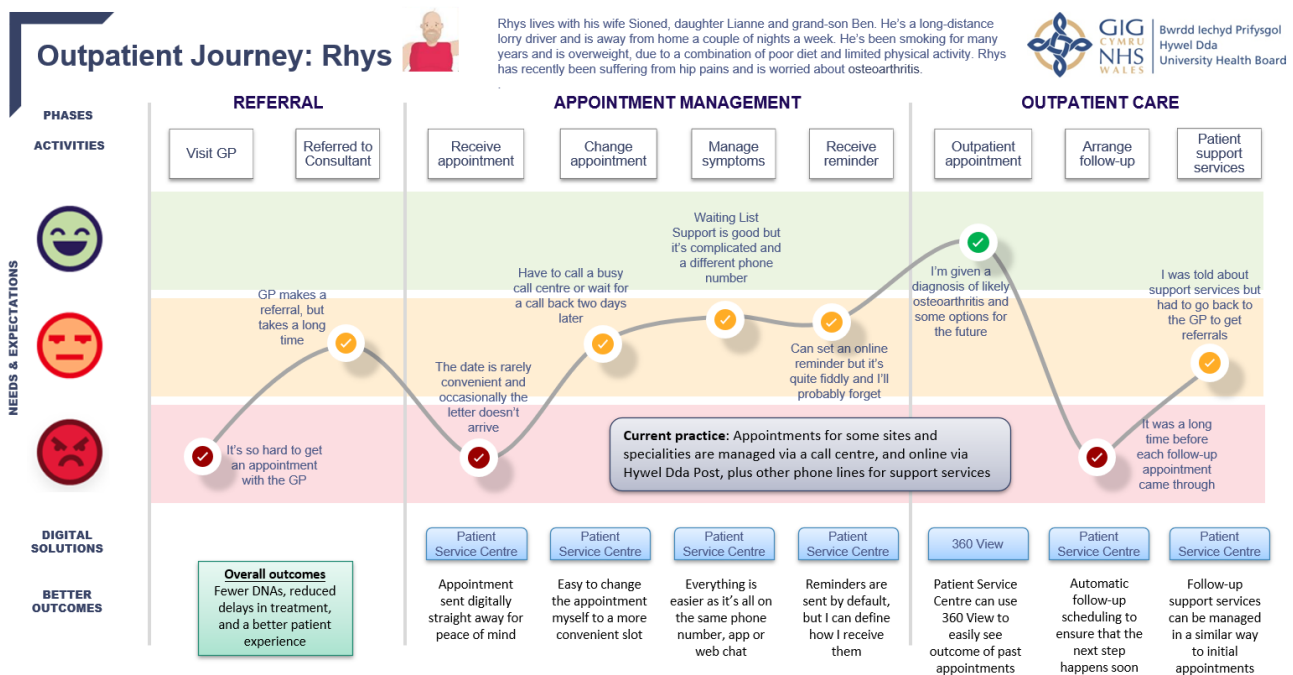 Outpatient Journey: Rhys
Rhys lives with his wife Sioned, daughter Lianne and grand-son Ben. He's a long-distance
lorry driver and is away from home a couple of nights a week. He's been smoking for many
years and is overweight, due to a combination of poor diet and limited physical activity. Rhys
has recently been suffering from hip pains and is worried about osteoarthritis.
.
GIG
CYMRU
NHS
WALES
Bwrdd Iechyd Prifysgol
Hywel Dda
University Health Board
PHASES
REFERRAL
APPOINTMENT MANAGEMENT
OUTPATIENT CARE
ACTIVITIES
Visit GP
Referred to
Consultant
Receive
appointment
Change
appointment
Manage
symptoms
Receive
reminder
Outpatient
appointment
Arrange
follow-up
Patient
support
services
NEEDS & EXPECTATIONS
It's so hard to get
an appointment
with the GP
GP makes a
referral, but
takes a long
time
The date is rarely
convenient and
occasionally the
letter doesn't
arrive
Have to call a busy
call centre or wait for
a call back two days
later
Waiting List
Support is good but
it's complicated and
a different phone
number
Can set an online
reminder but it's
quite fiddly and I'll
probably forget
I'm given a
diagnosis of likely
osteoarthritis and
some options for
the future
It was a long
time before
each follow-up
appointment
came through
I was told about
support services but
had to go back to
the GP to get
referrals
Current practice: Appointments for some sites and
specialities are managed via a call centre, and online via
Hywel Dda Post, plus other phone lines for support services
DIGITAL
SOLUTIONS
Patient
Service Centre
Patient
Service Centre
Patient
Service Centre
Patient
Service Centre
360 View
Patient
Service Centre
Patient
Service Centre
BETTER
OUTCOMES
Overall outcomes
Fewer DNAs, reduced
delays in treatment,
and a better patient
experience
Appointment
sent digitally
straight away for
peace of mind
Easy to change
the appointment
myself to a more
convenient slot
Everything is
easier as it's all on
the same phone
number, app or
web chat
Reminders are
sent by default,
but I can define
how I receive
them
Patient Service
Centre can use
360 View to
easily see
outcome of past
appointments
Automatic
follow-up
scheduling to
ensure that the
next step
happens soon
Follow-up
support services
can be managed
in a similar way
to initial
appointments